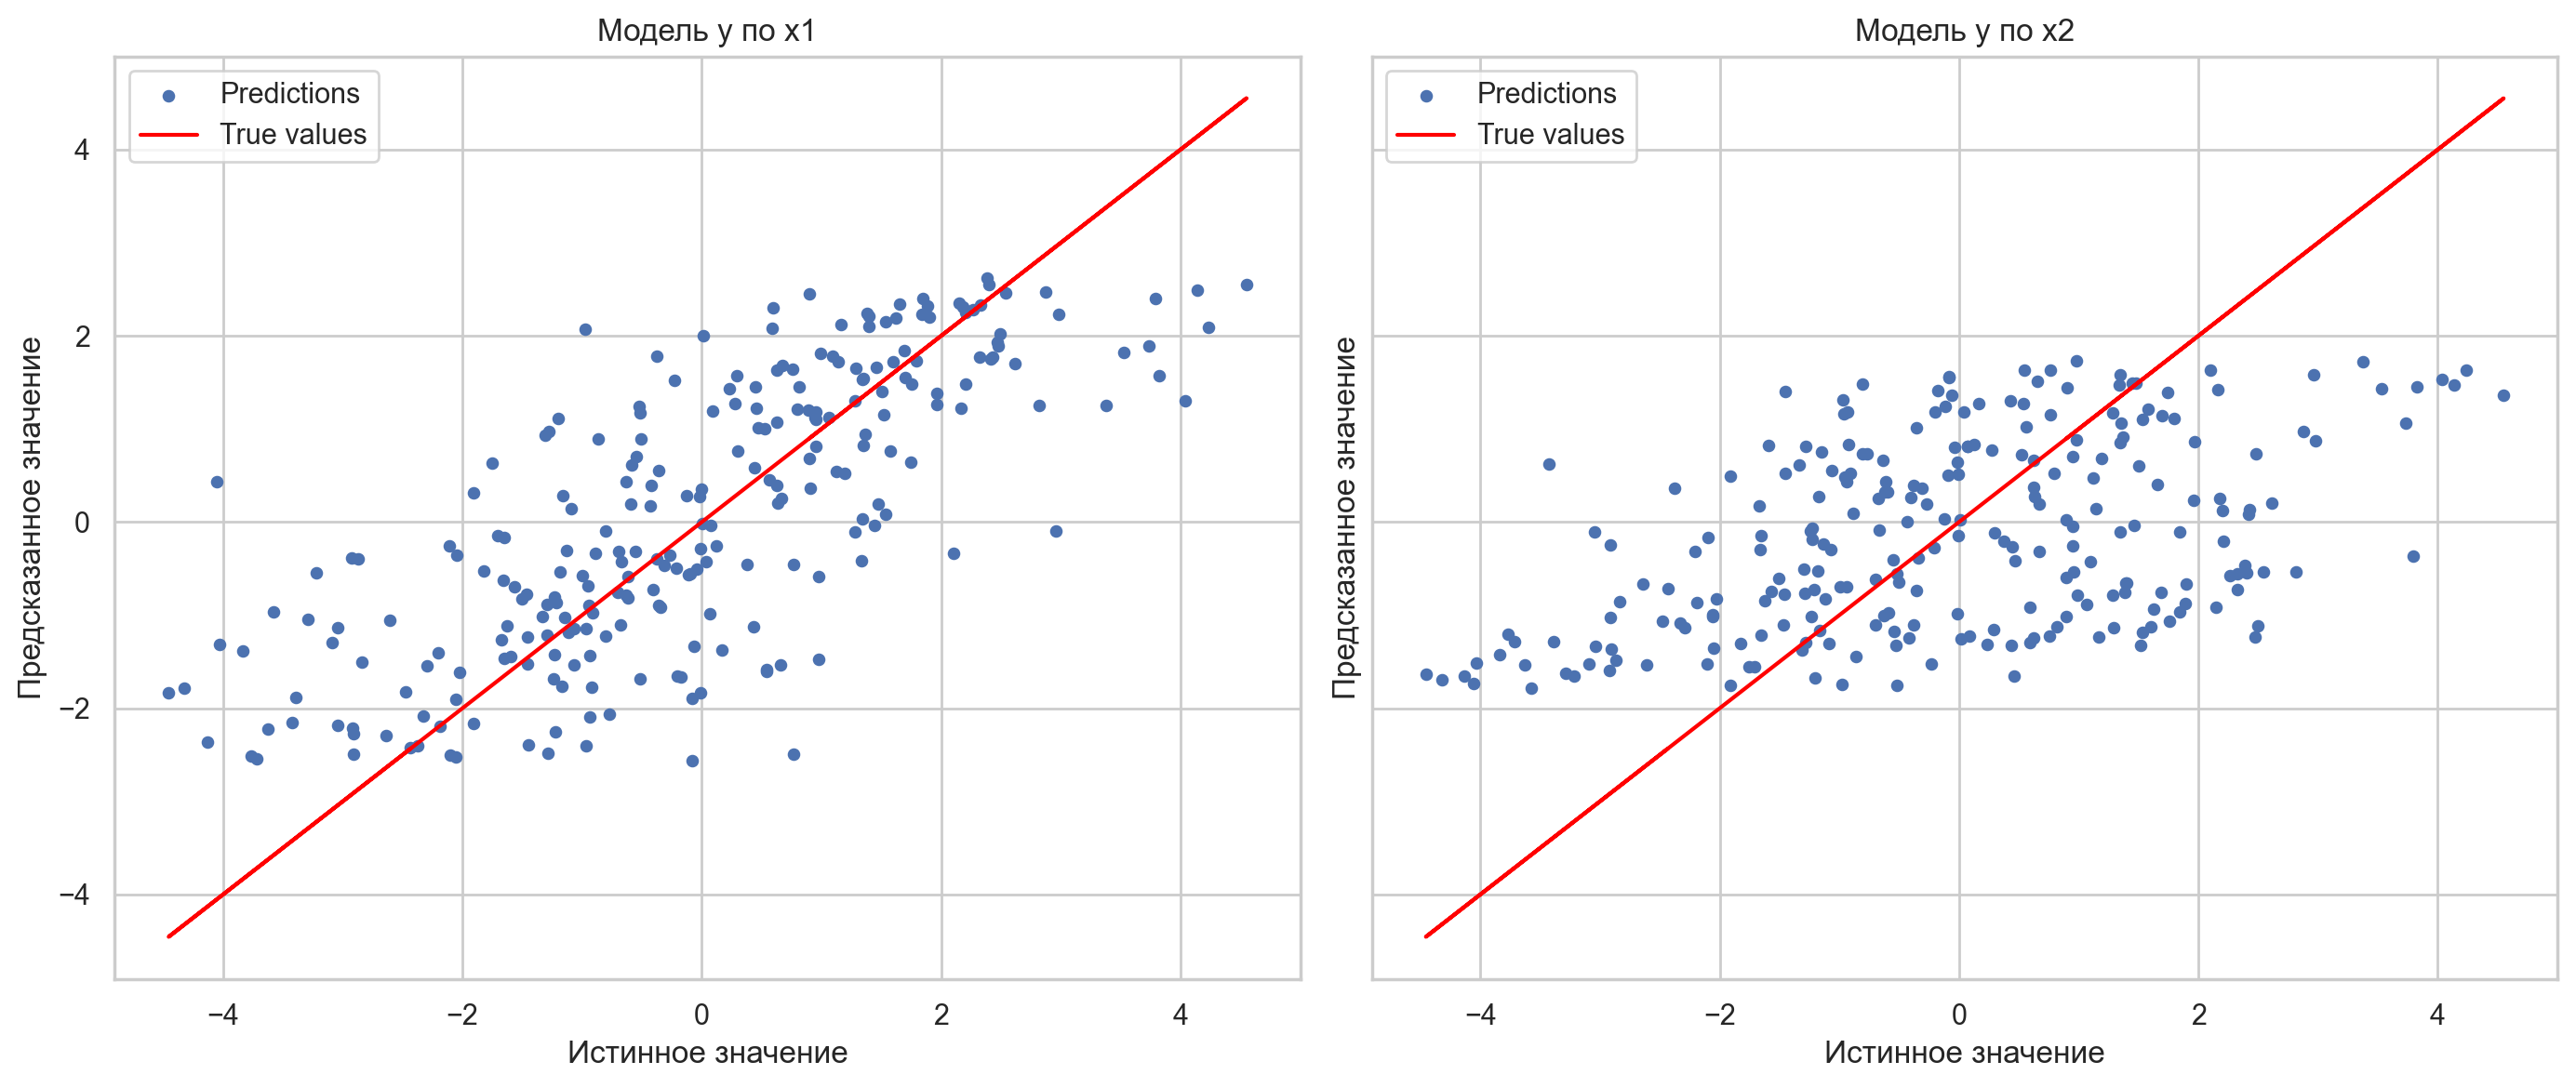 Модель y по x1
Predictions
True values
4
2
0
−2
−4
Предсказанное значение
−4 −2 0 2 4
Истинное значение
Модель y по x2
Predictions
True values
Предсказанное значение
−4 −2 0 2 4
Истинное значение